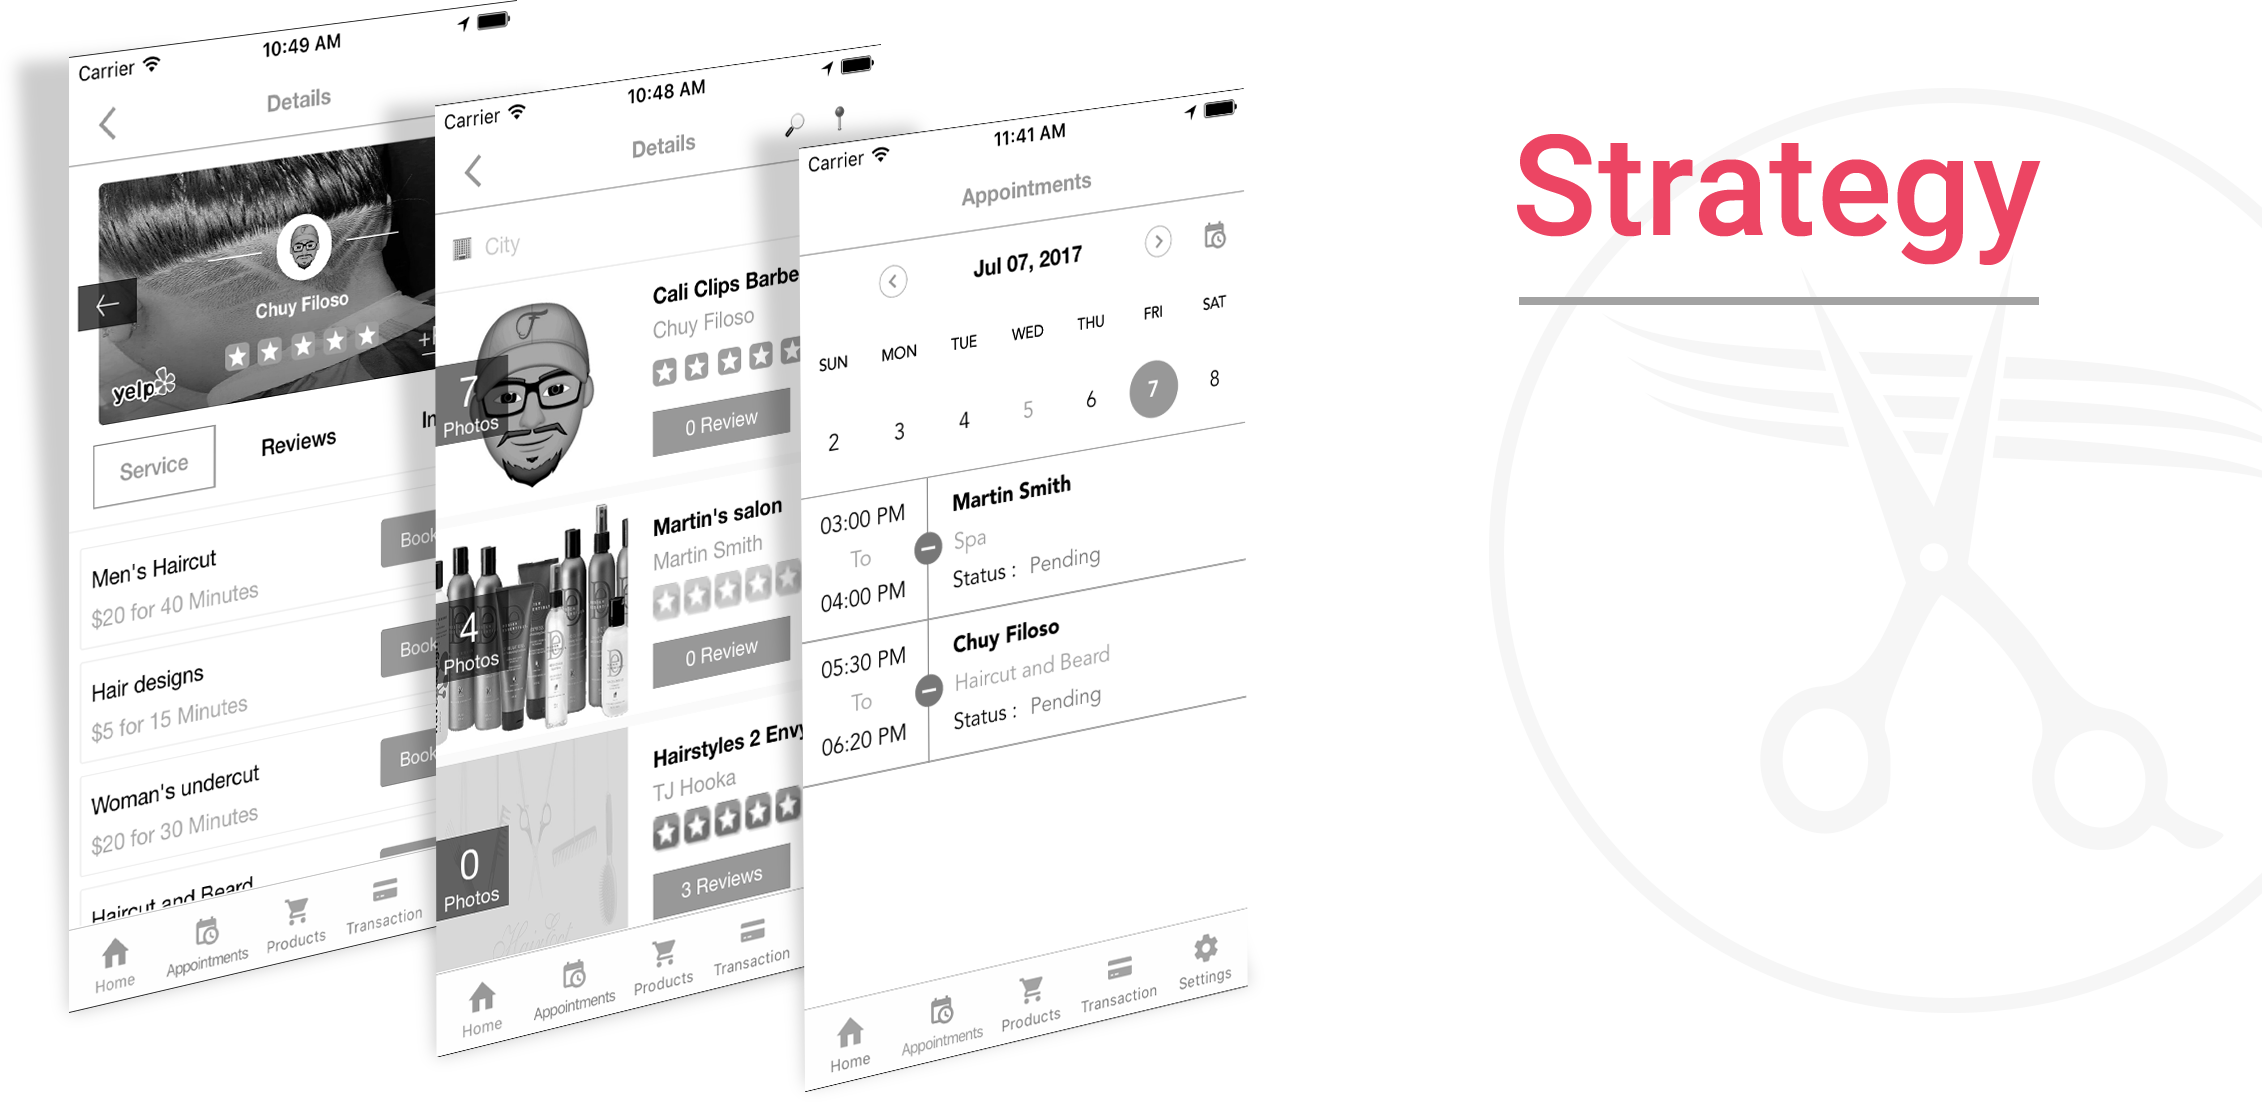 Carrier
10:49 AM
Details
Chuy Filoso
yelp
Service
Reviews
Men's Haircut
$20 for 40 Minutes
Book
Hair designs
$5 for 15 Minutes
Book
Woman's undercut
$20 for 30 Minutes
Book
Haircut and Beard
Home
Appointments
Products
Transaction
Carrier
10:48 AM
Details
City
7
Photos
Cali Clips Barbe
Chuy Filoso
0 Review
4
Photos
Martin's salon
Martin Smith
0 Review
0
Photos
Hairstyles 2 Envy
TJ Hooka
3 Reviews
Home
Appointments
Products
Transaction
Carrier
11:41 AM
Appointments
Jul 07, 2017
SUN MON TUE WED THU FRI SAT
2 3 4 5 6 7 8
03:00 PM
To
04:00 PM
Martin Smith
Spa
Status : Pending
05:30 PM
To
06:20 PM
Chuy Filoso
Haircut and Beard
Status : Pending
Home
Appointments
Products
Transaction
Settings
Strategy